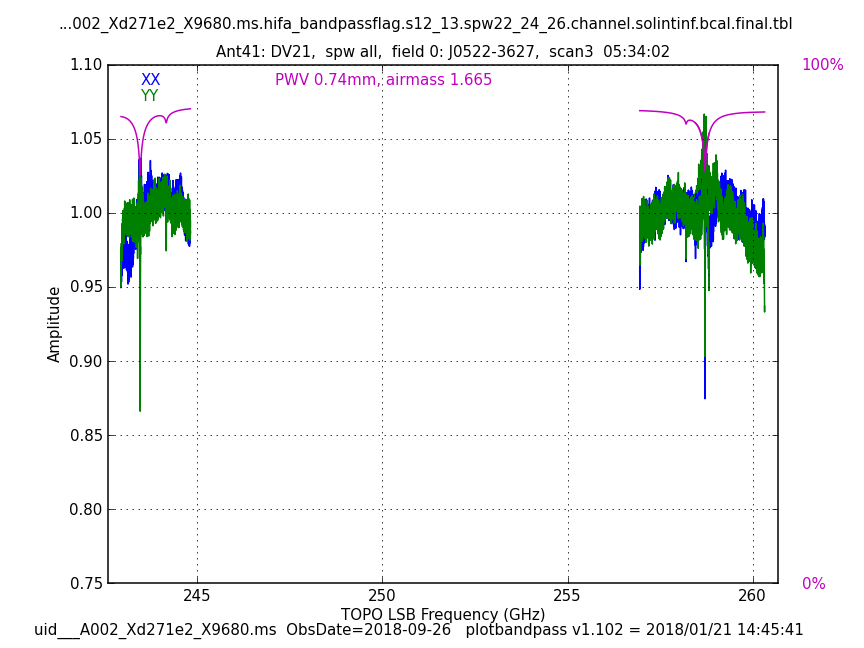 ...002_Xd271e2_X9680.ms.hifa_bandpassflag.s12_13.spw22_24_26.channel.solintinf.bcal.final.tbl
Ant41: DV21,  spw all,  field 0: J0522-3627,  scan3  05:34:02
XX
YY
PWV 0.74mm, airmass 1.665
100%
0%
1.10
1.05
1.00
0.95
0.90
0.85
0.80
0.75
Amplitude
245
250
255
260
TOPO LSB Frequency (GHz)
uid___A002_Xd271e2_X9680.ms  ObsDate=2018-09-26   plotbandpass v1.102 = 2018/01/21 14:45:41